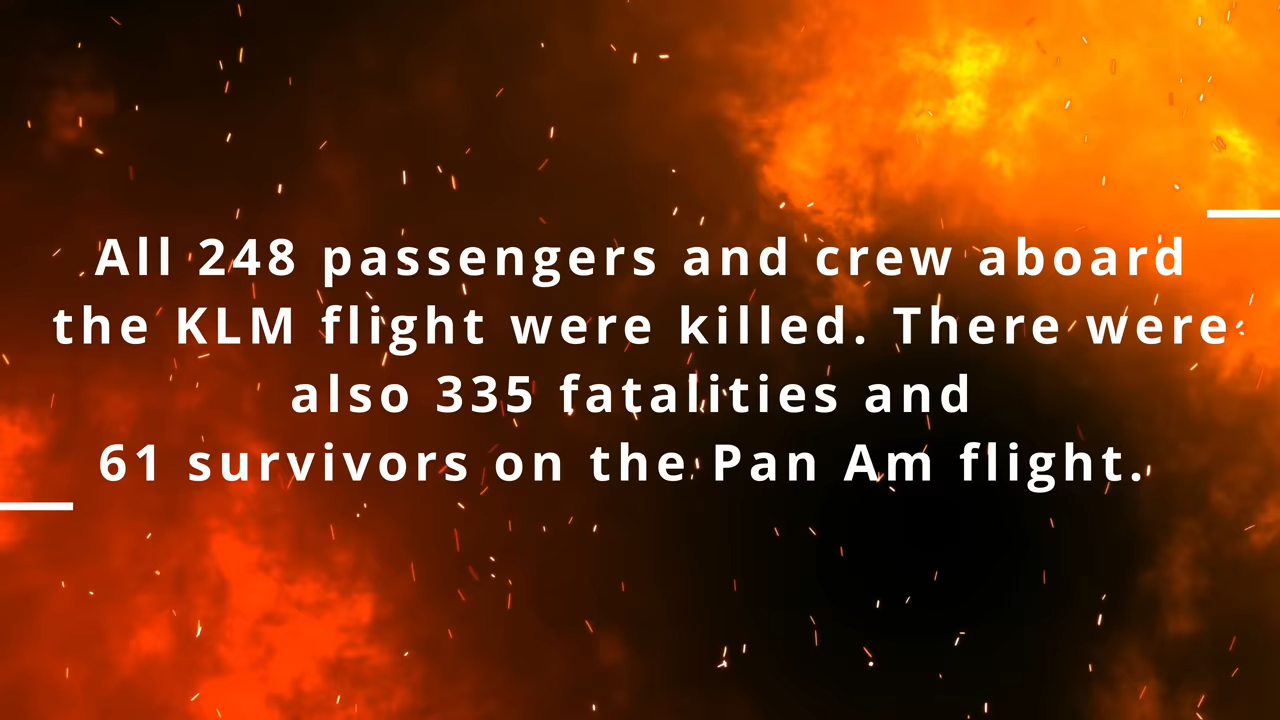 All 248 passengers and crew aboard
the KLM flight were killed. There were
also 335 fatalities and
61 survivors on the Pan Am flight.